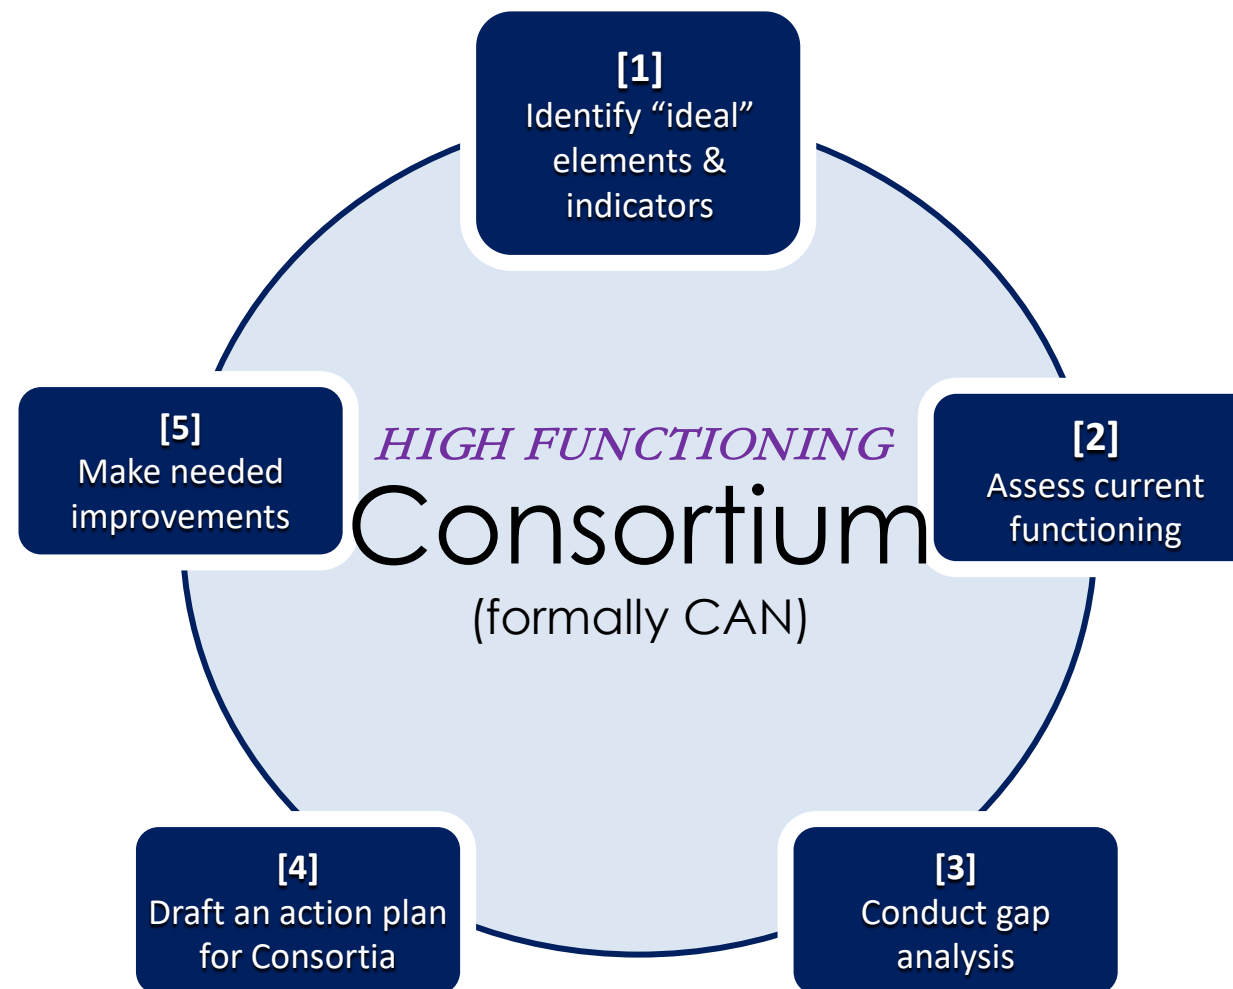 [1]
Identify “ideal”
elements &
indicators
[2]
Assess current
functioning
[3]
Conduct gap
analysis
[4]
Draft an action plan
for Consortia
[5]
Make needed
improvements
HIGH FUNCTIONING
Consortium
(formally CAN)